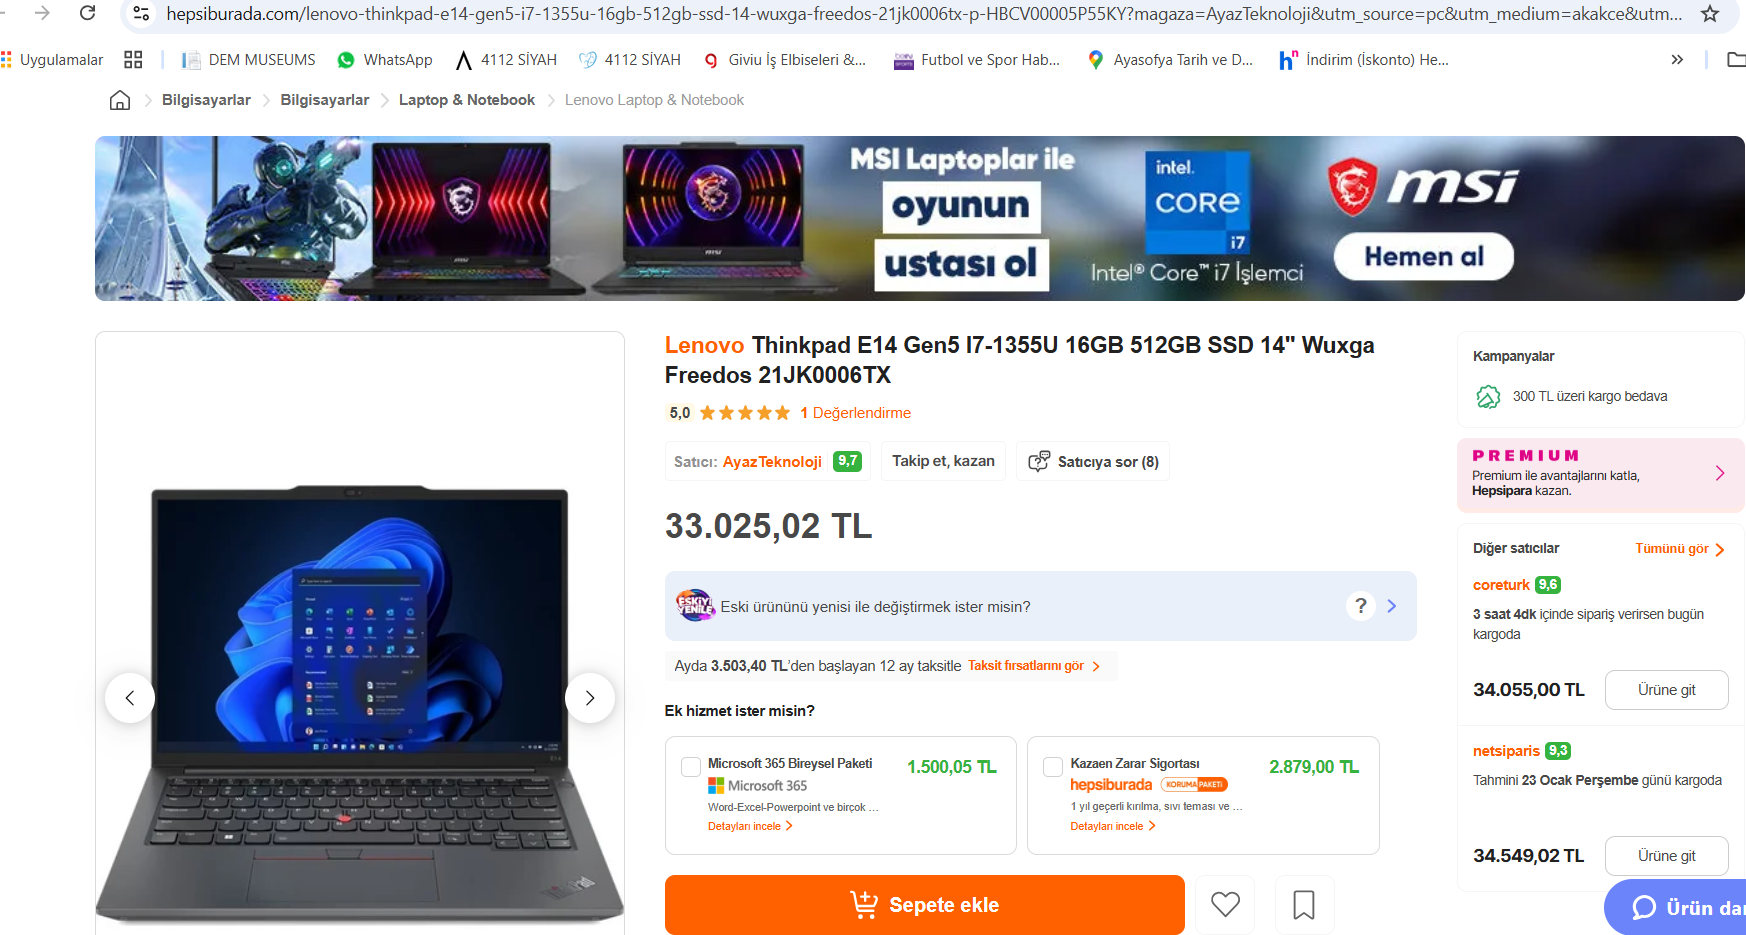 hepsiburada.com/lenovo-thinkpad-e14-gen5-i7-1355u-16gb-512gb-ssd-14-wuxga-freedos-21jk0006tx-p-HBCV00005P55KY?magaza=AyazTeknoloji&utm_source=pc&utm_medium=akakce&utm...
Uygulamalar
DEM MUSEUMS
WhatsApp
4112 SİYAH
4112 SİYAH
Giviu İş Elbiseleri &...
Futbol ve Spor Hab...
Ayasofya Tarih ve D...
İndirim (İskonto) He...
Bilgisayarlar
Bilgisayarlar
Laptop & Notebook
Lenovo Laptop & Notebook
MSI Laptoplar ile
oyunun
ustası ol
intel.
CORE
i7
Intel® Core™ i7 İşlemci
msi
Hemen al
Lenovo Thinkpad E14 Gen5 I7-1355U 16GB 512GB SSD 14" Wuxga
Freedos 21JK0006TX
5,0
1 Değerlendirme
Satıcı: AyazTeknoloji 9,7
Takip et, kazan
Satıcıya sor (8)
33.025,02 TL
ESKİYİ YENİLE
Eski ürününü yenisi ile değiştirmek ister misin?
?
Ayda 3.503,40 TL'den başlayan 12 ay taksitle Taksit fırsatlarını gör
Ek hizmet ister misin?
Microsoft 365 Bireysel Paketi
1.500,05 TL
Microsoft 365
Word-Excel-Powerpoint ve birçok ...
Detayları incele
Kazaen Zarar Sigortası
2.879,00 TL
hepsiburada KORUMA PAKETİ
1 yıl geçerli kırılma, sıvı teması ve ...
Detayları incele
Sepete ekle
Kampanyalar
300 TL üzeri kargo bedava
PREMIUM
Premium ile avantajlarını katla,
Hepsipara kazan.
Diğer satıcılar
Tümünü gör
coreturk 9,6
3 saat 4dk içinde sipariş verirsen bugün
kargoda
34.055,00 TL
Ürüne git
netsiparis 9,3
Tahmini 23 Ocak Perşembe günü kargoda
34.549,02 TL
Ürüne git
Ürün dan